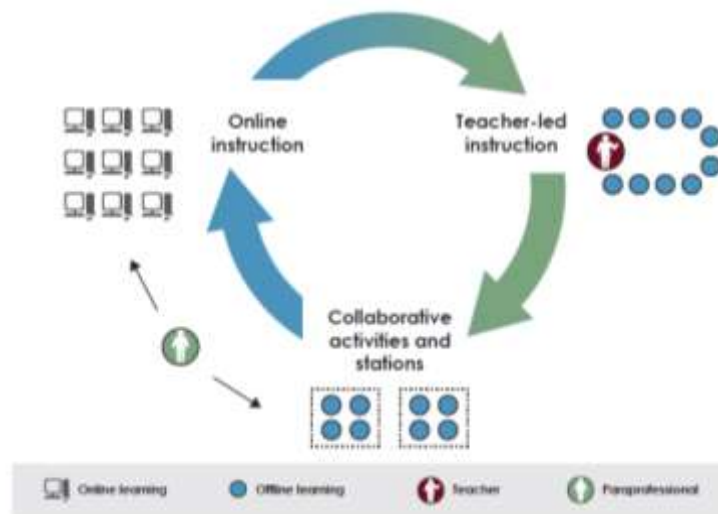 Online
instruction
Teacher-led
instruction
Collaborative
activities and
stations
Online learning
Offline learning
Teacher
Paraprofessional